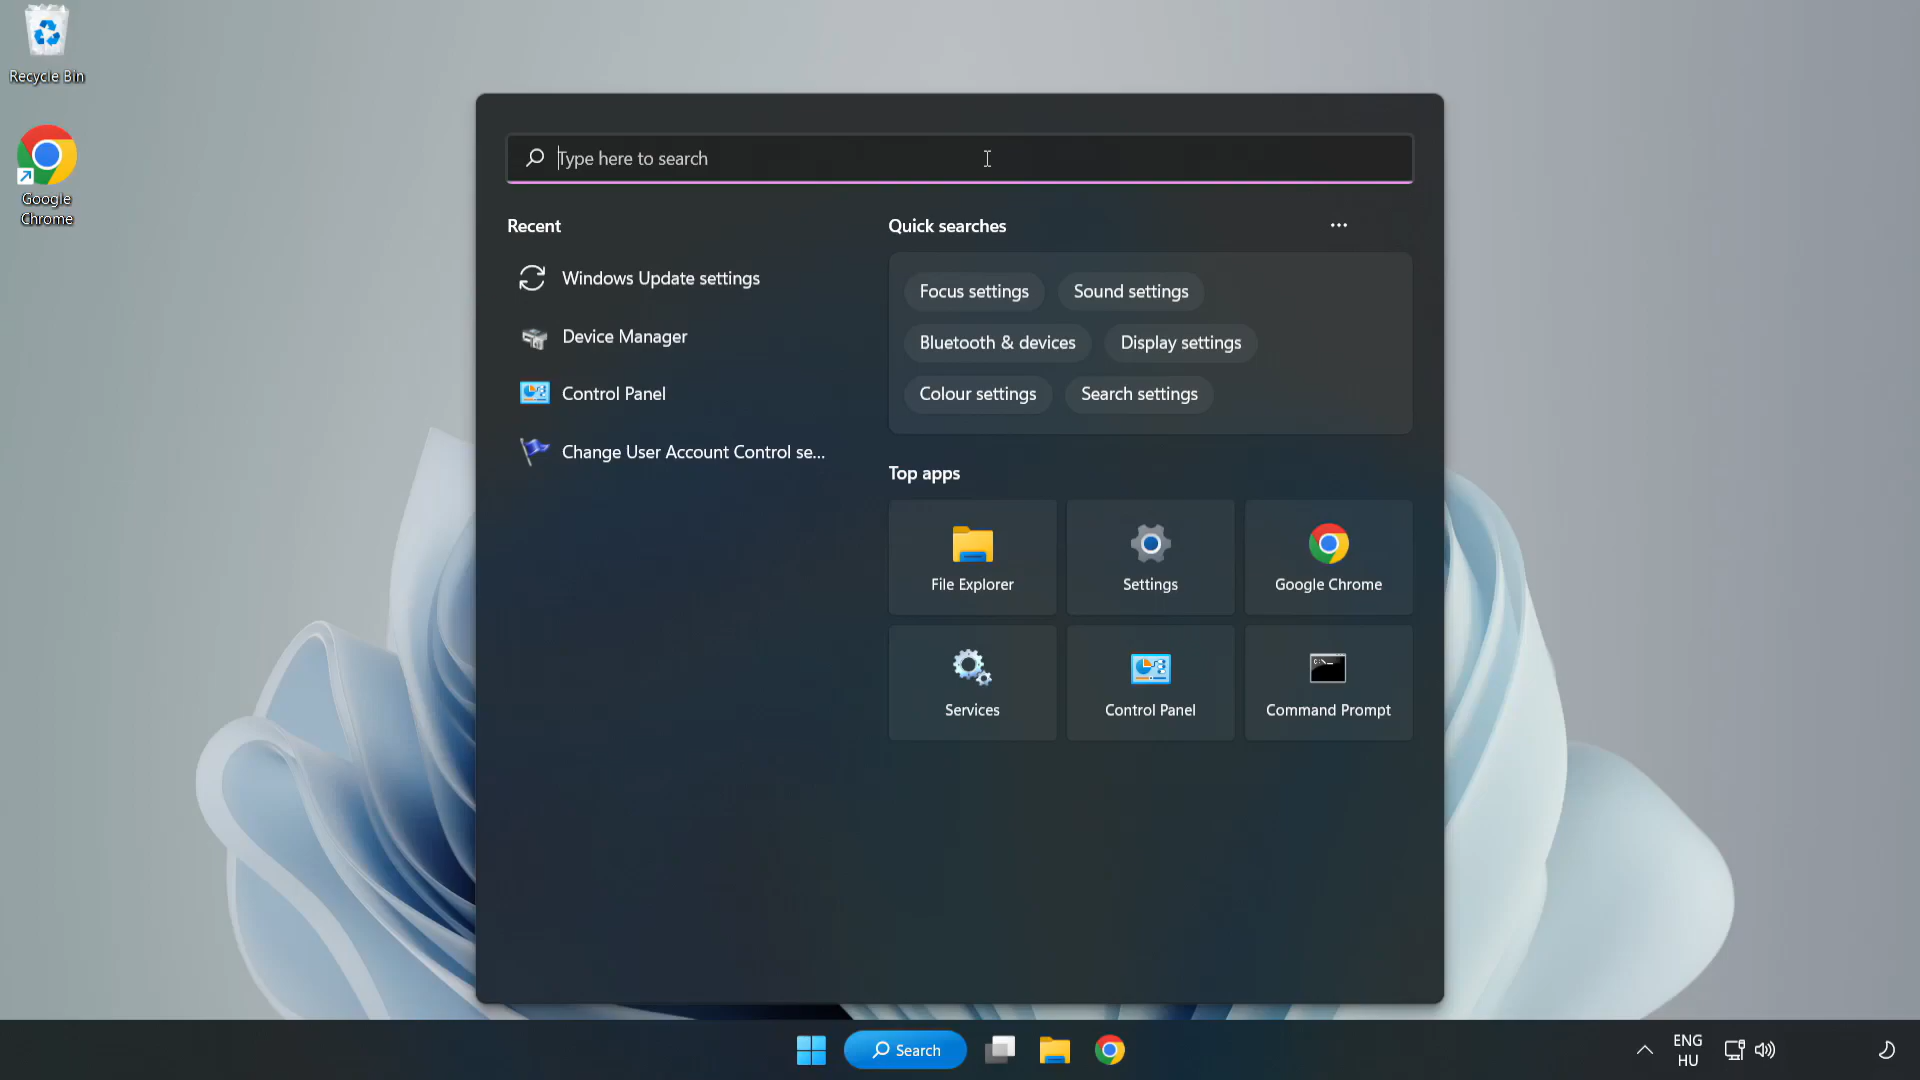 Recycle Bin
Google
Chrome
Type here to search
Recent
Windows Update settings
Device Manager
Control Panel
Change User Account Control se...
Quick searches
Focus settings
Sound settings
Bluetooth & devices
Display settings
Colour settings
Search settings
Top apps
File Explorer
Settings
Google Chrome
Services
Control Panel
Command Prompt
Search
ENG
HU